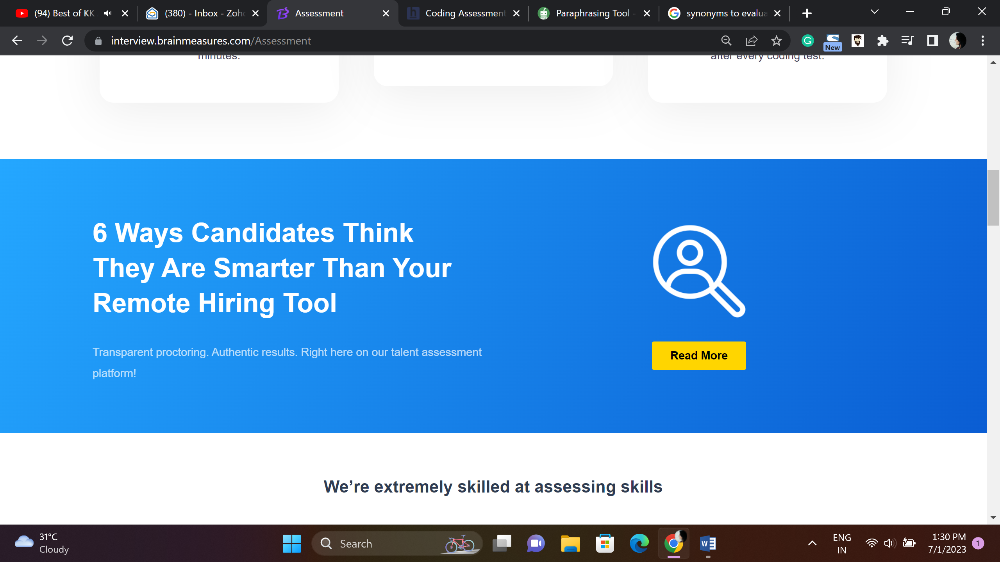 (94) Best of KK
(380) - Inbox - Zoho
Assessment
Coding Assessment
Paraphrasing Tool -
synonyms to evalua
interview.brainmeasures.com/Assessment
New
minutes.
after every coding test.
6 Ways Candidates Think
They Are Smarter Than Your
Remote Hiring Tool
Transparent proctoring. Authentic results. Right here on our talent assessment
platform!
Read More
We’re extremely skilled at assessing skills
31°C
Cloudy
Search
ENG
IN
1:30 PM
7/1/2023
1